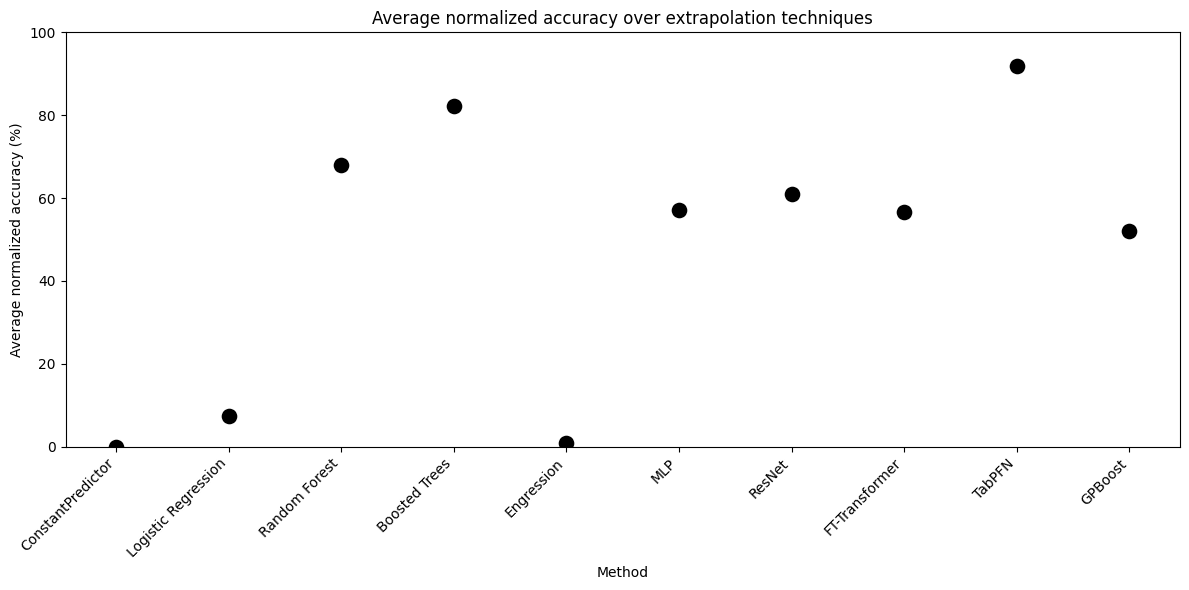 Average normalized accuracy over extrapolation techniques
Average normalized accuracy (%)
100
80
60
40
20
0
ConstantPredictor
Logistic Regression
Random Forest
Boosted Trees
Engression
MLP
ResNet
FT-Transformer
TabPFN
GPBoost
Method